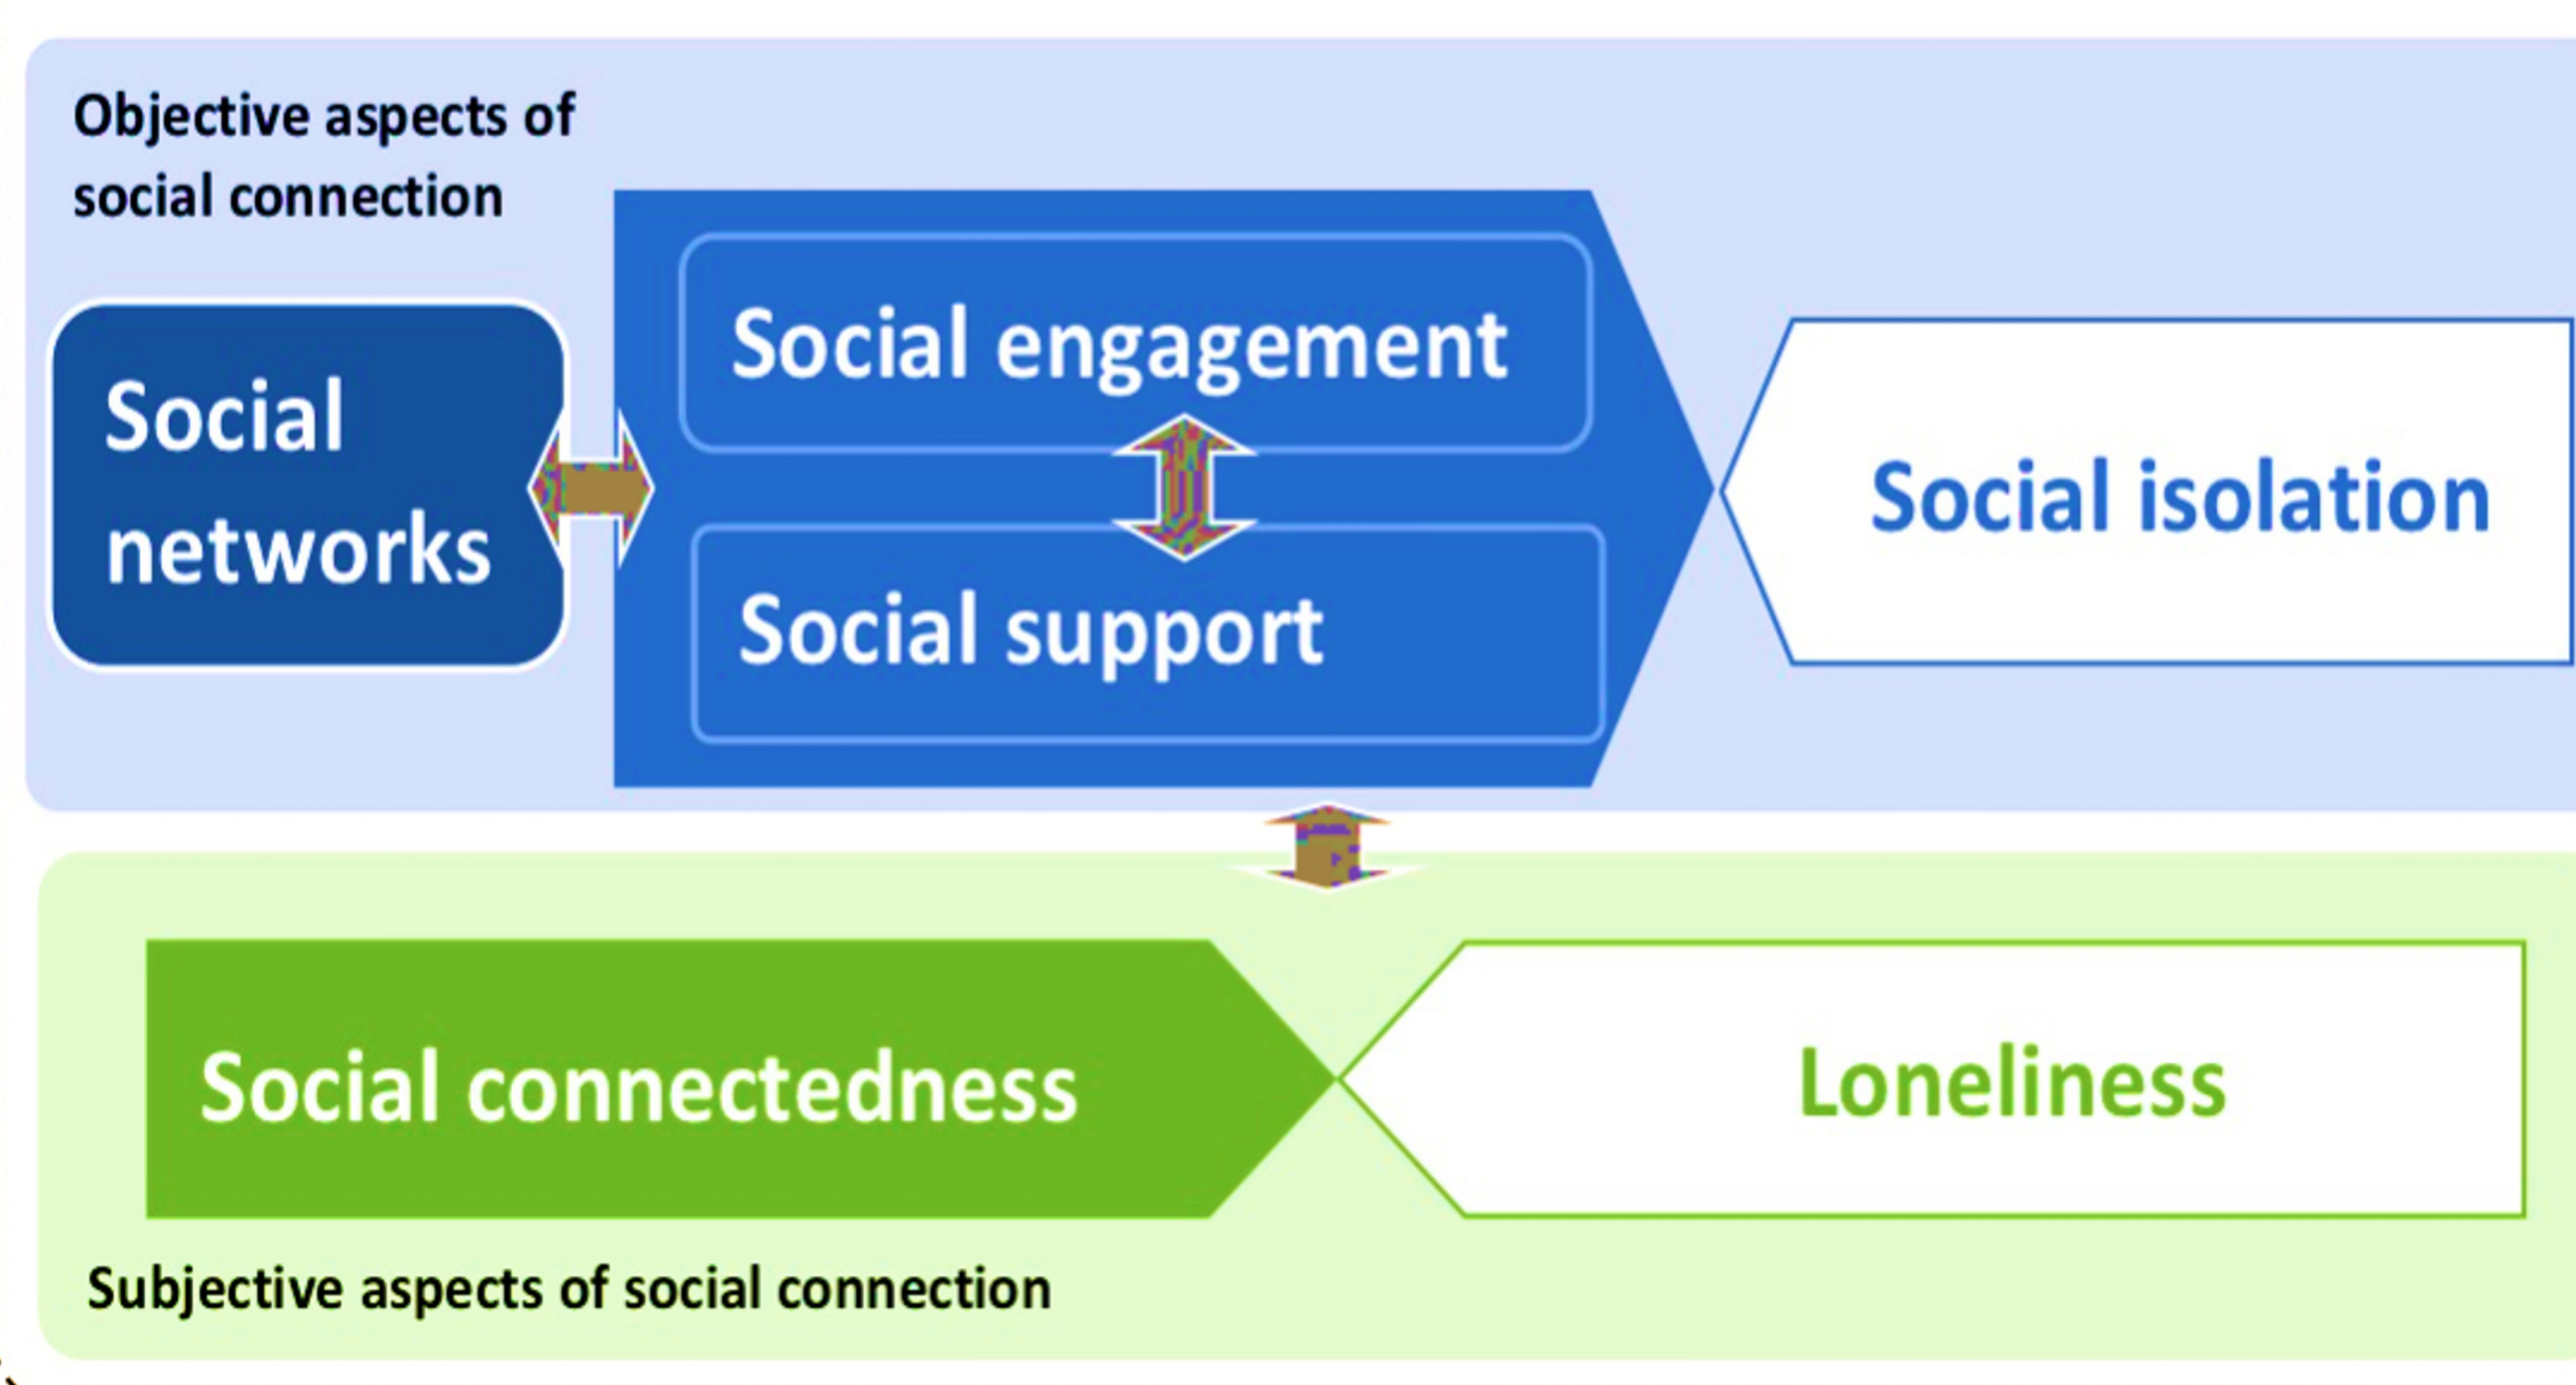 Objective aspects of
social connection
Social engagement
Social
networks
Social isolation
Social support
Social connectedness
Loneliness
Subjective aspects of social connection